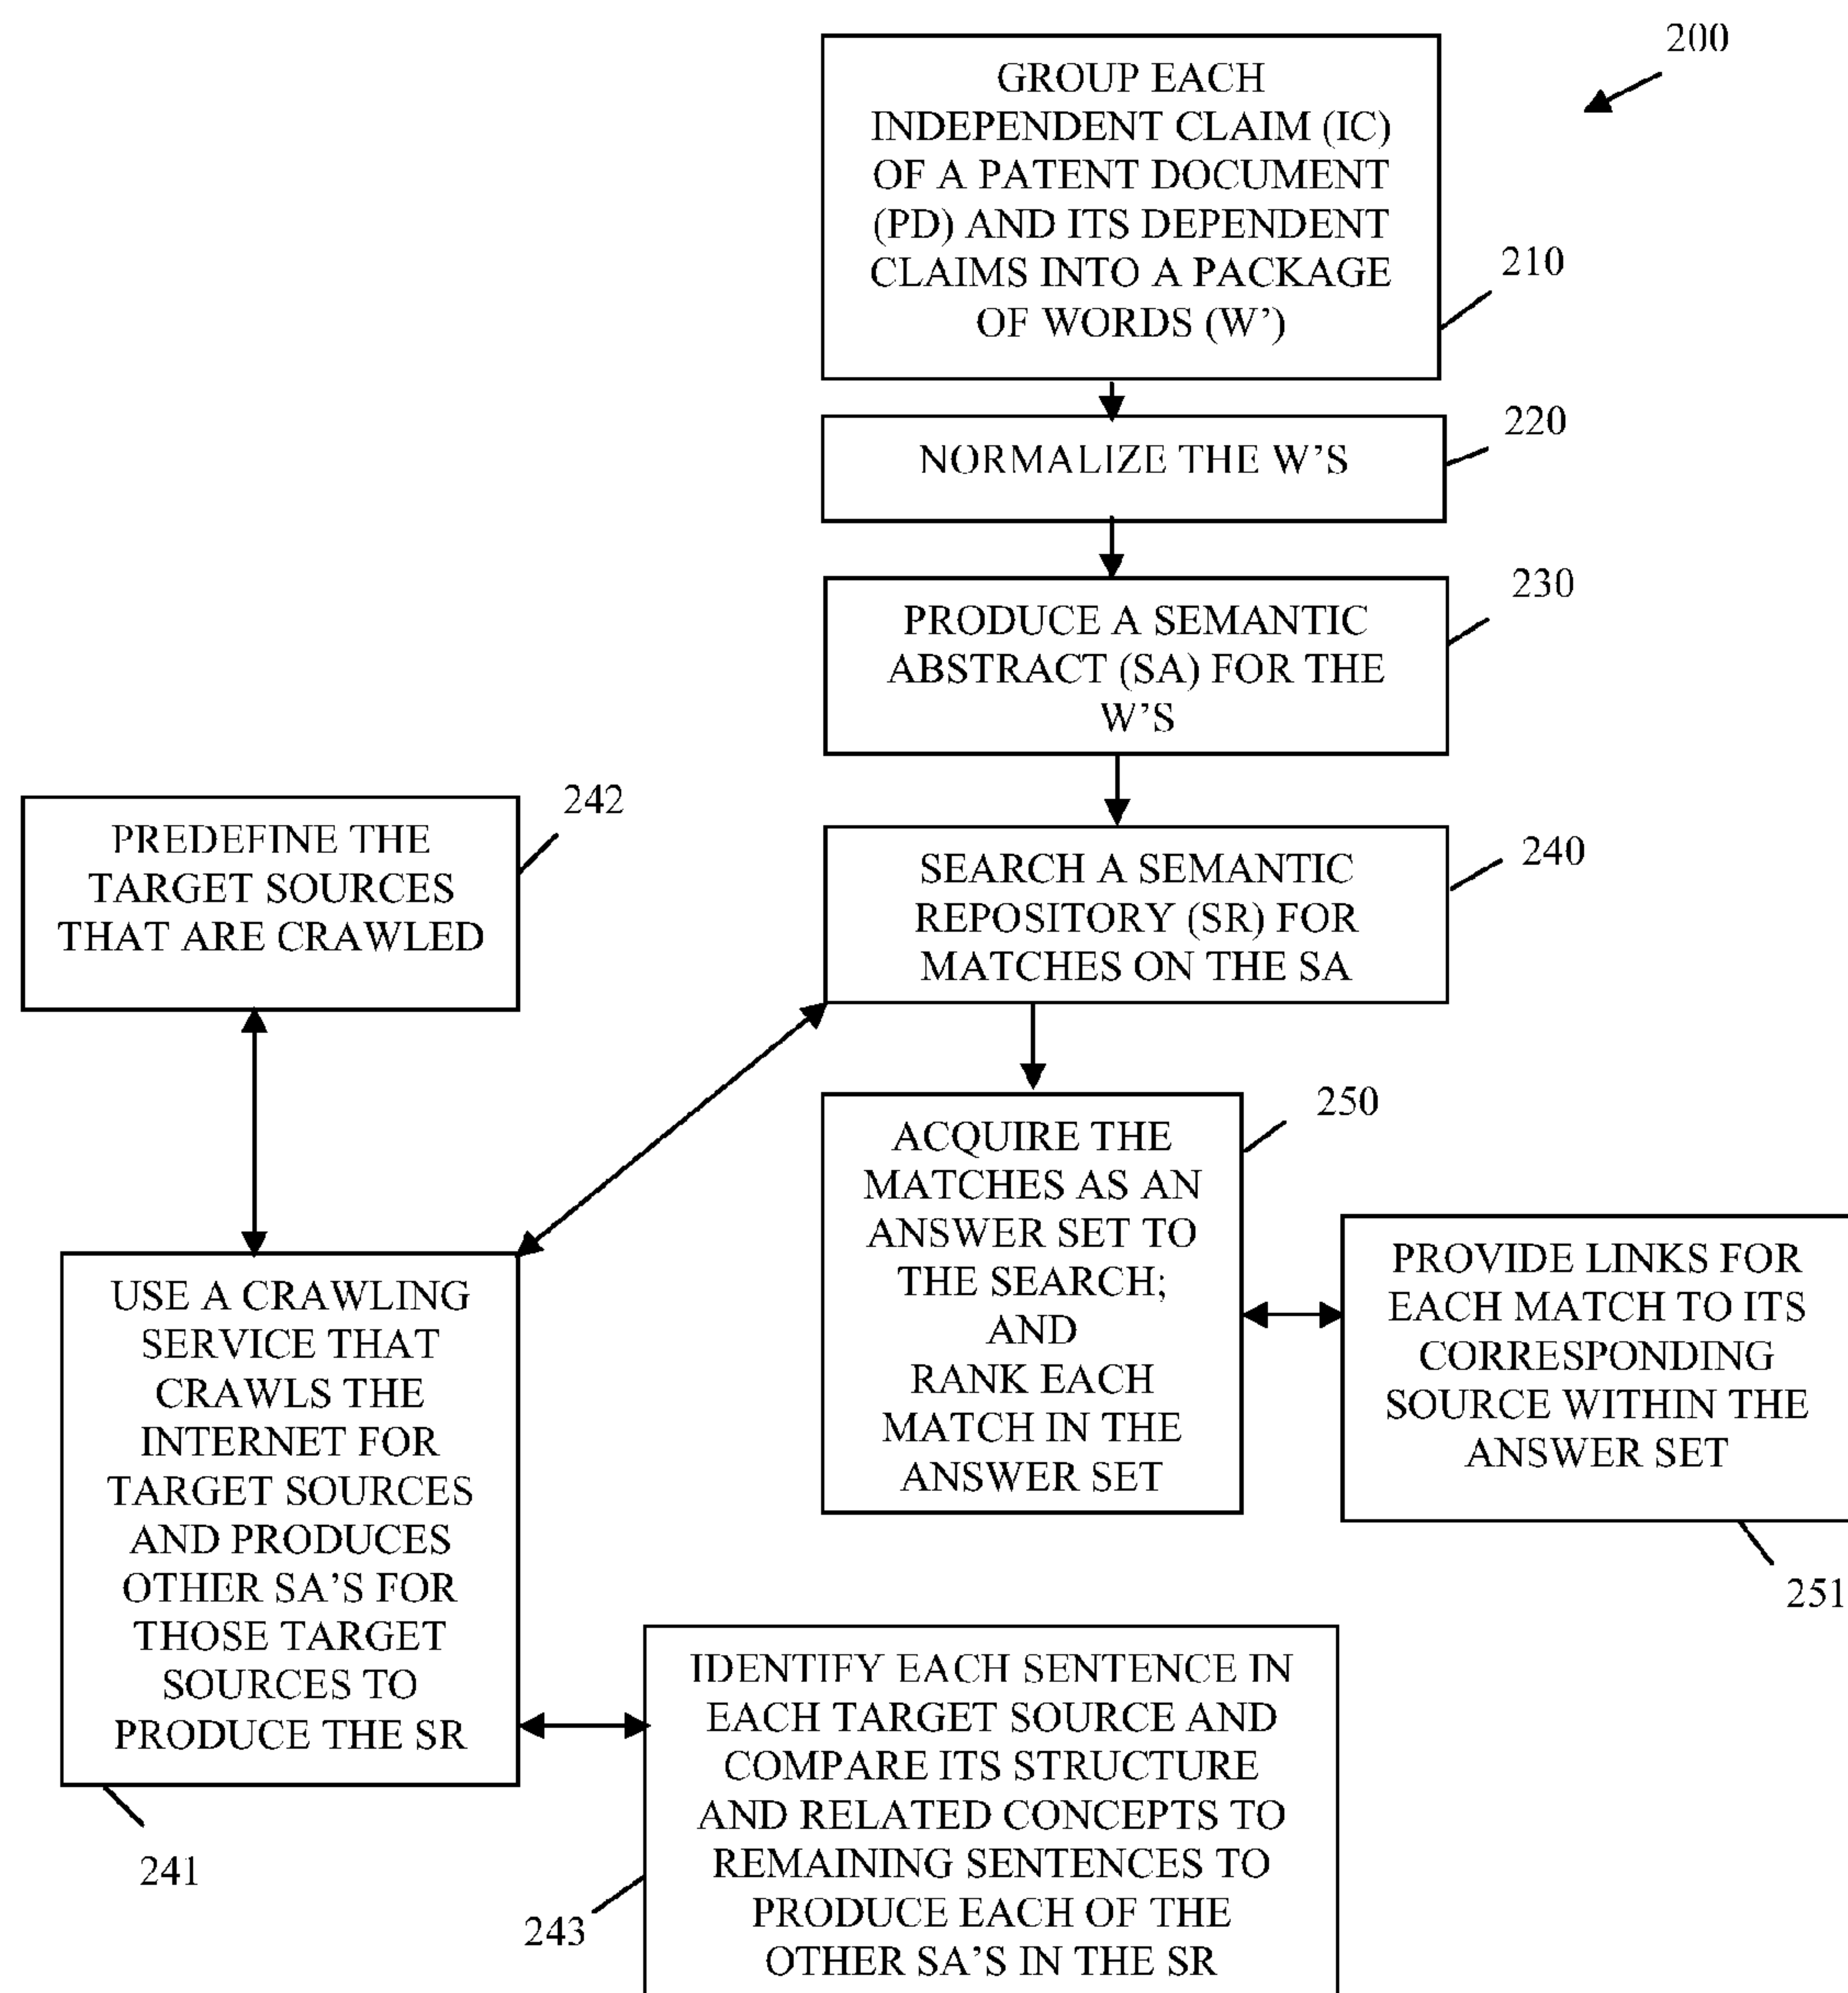 200
GROUP EACH
INDEPENDENT CLAIM (IC)
OF A PATENT DOCUMENT
(PD) AND ITS DEPENDENT
CLAIMS INTO A PACKAGE
OF WORDS (W')
210
NORMALIZE THE W'S
220
PRODUCE A SEMANTIC
ABSTRACT (SA) FOR THE
W'S
230
PREDEFINE THE
TARGET SOURCES
THAT ARE CRAWLED
242
SEARCH A SEMANTIC
REPOSITORY (SR) FOR
MATCHES ON THE SA
240
ACQUIRE THE
MATCHES AS AN
ANSWER SET TO
THE SEARCH;
AND
RANK EACH
MATCH IN THE
ANSWER SET
250
PROVIDE LINKS FOR
EACH MATCH TO ITS
CORRESPONDING
SOURCE WITHIN THE
ANSWER SET
251
USE A CRAWLING
SERVICE THAT
CRAWLS THE
INTERNET FOR
TARGET SOURCES
AND PRODUCES
OTHER SA'S FOR
THOSE TARGET
SOURCES TO
PRODUCE THE SR
241
IDENTIFY EACH SENTENCE IN
EACH TARGET SOURCE AND
COMPARE ITS STRUCTURE
AND RELATED CONCEPTS TO
REMAINING SENTENCES TO
PRODUCE EACH OF THE
OTHER SA'S IN THE SR
243